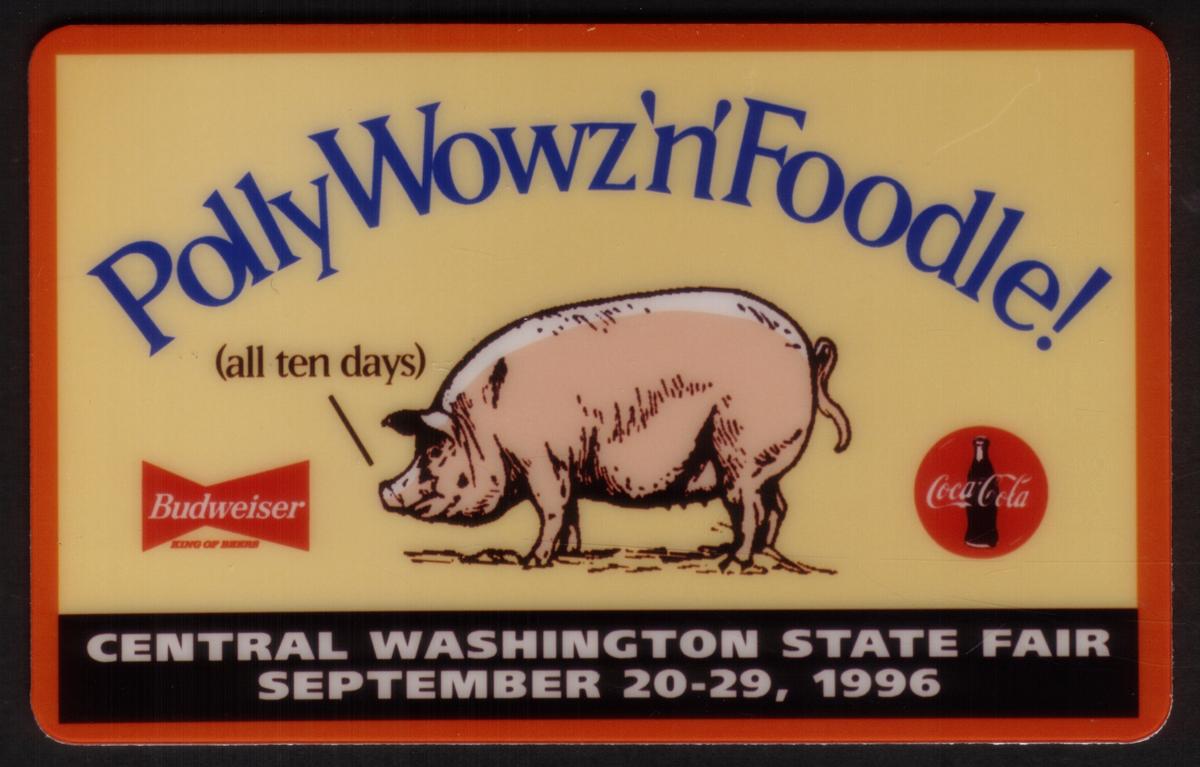 PollyWowz'n'Foodle!
(all ten days)
Budweiser
KING OF BEERS
Coca-Cola
CENTRAL WASHINGTON STATE FAIR
SEPTEMBER 20-29, 1996